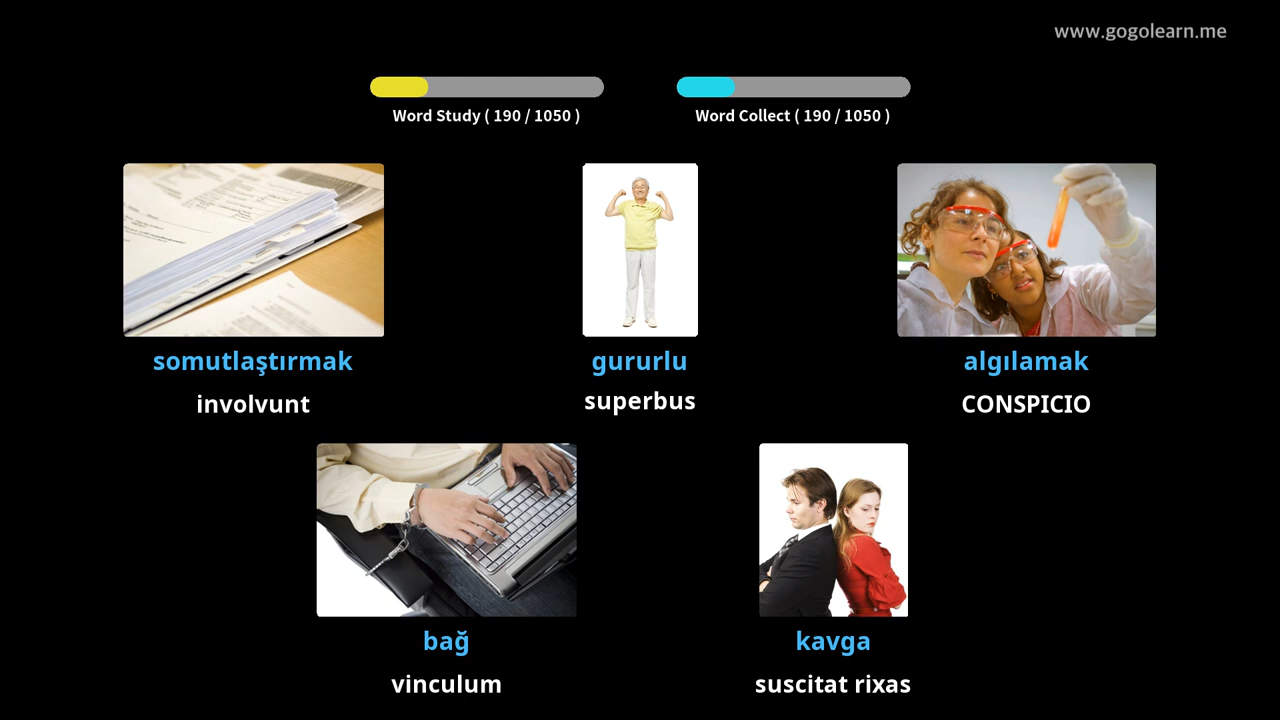 www.gogolearn.me
Word Study ( 190 / 1050 )
Word Collect ( 190 / 1050 )
somutlaştırmak
involvunt
gururlu
superbus
algılamak
CONSPICIO
bağ
vinculum
kavga
suscitat rixas